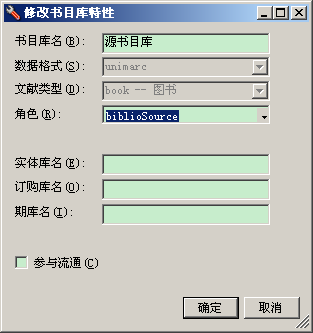 修改书目库特性
书目库名(B): 源书目库
数据格式(S): unimarc
文献类型(D): book -- 图书
角色(R): biblioSource
实体库名(E):
订购库名(O):
期库名(I):
参与流通(C)
确定 取消